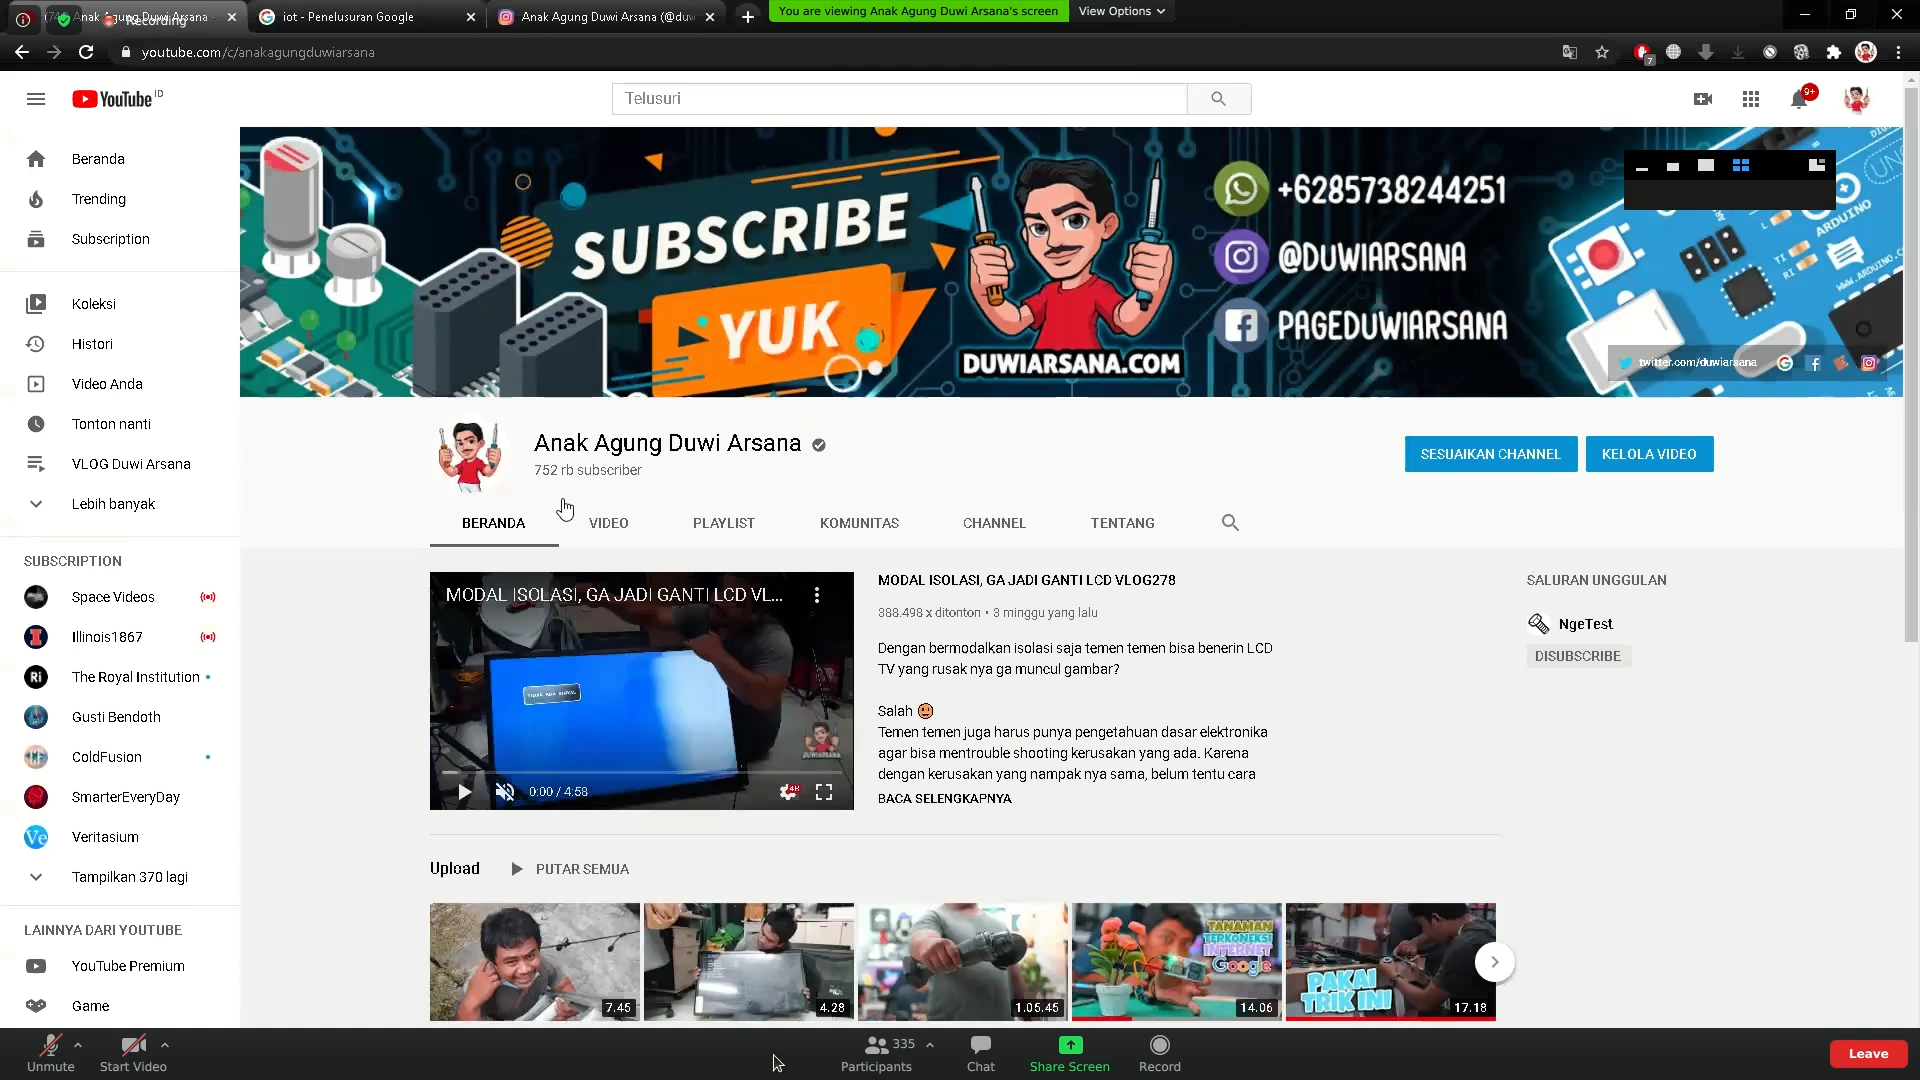 Anak Agung Duwi Arsana -
Recording
iot - Penelusuran Google
Anak Agung Duwi Arsana (@duw
You are viewing Anak Agung Duwi Arsana's screen
View Options
youtube.com/c/anakagungduwiarsana
7
YouTube ID
Telusuri
9+
Beranda
Trending
Subscription
Koleksi
Histori
Video Anda
Tonton nanti
VLOG Duwi Arsana
Lebih banyak
SUBSCRIPTION
Space Videos
Illinois1867
The Royal Institution
Gusti Bendoth
ColdFusion
SmarterEveryDay
Veritasium
Tampilkan 370 lagi
LAINNYA DARI YOUTUBE
YouTube Premium
Game
SUBSCRIBE
YUK
DUWIARSANA.COM
+6285738244251
@DUWIARSANA
PAGEDUWIARSANA
ARDUINO
twitter.com/duwiarsana
Anak Agung Duwi Arsana
752 rb subscriber
SESUAIKAN CHANNEL
KELOLA VIDEO
BERANDA
VIDEO
PLAYLIST
KOMUNITAS
CHANNEL
TENTANG
MODAL ISOLASI, GA JADI GANTI LCD VL...
DUWIARSANA
0:00 / 4:58
MODAL ISOLASI, GA JADI GANTI LCD VLOG278
388.498 x ditonton • 3 minggu yang lalu
Dengan bermodalkan isolasi saja temen temen bisa benerin LCD
TV yang rusak nya ga muncul gambar?
Salah
Temen temen juga harus punya pengetahuan dasar elektronika
agar bisa mentrouble shooting kerusakan yang ada. Karena
dengan kerusakan yang nampak nya sama, belum tentu cara
BACA SELENGKAPNYA
SALURAN UNGGULAN
NgeTest
DISUBSCRIBE
Upload
PUTAR SEMUA
7.45
4.28
1.05.45
TANAMAN
TERKONEKSI
INTERNET
Google
14.06
PAKAI
TRIK INI
17.18
Unmute
Start Video
335
Participants
Chat
Share Screen
Record
Leave